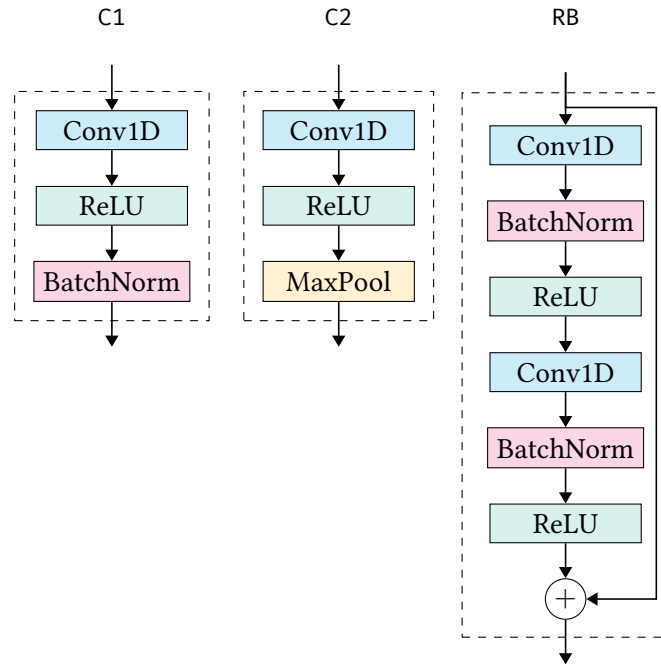 C1
C2
RB
Conv1D
ReLU
BatchNorm
Conv1D
ReLU
MaxPool
Conv1D
BatchNorm
ReLU
Conv1D
BatchNorm
ReLU
+